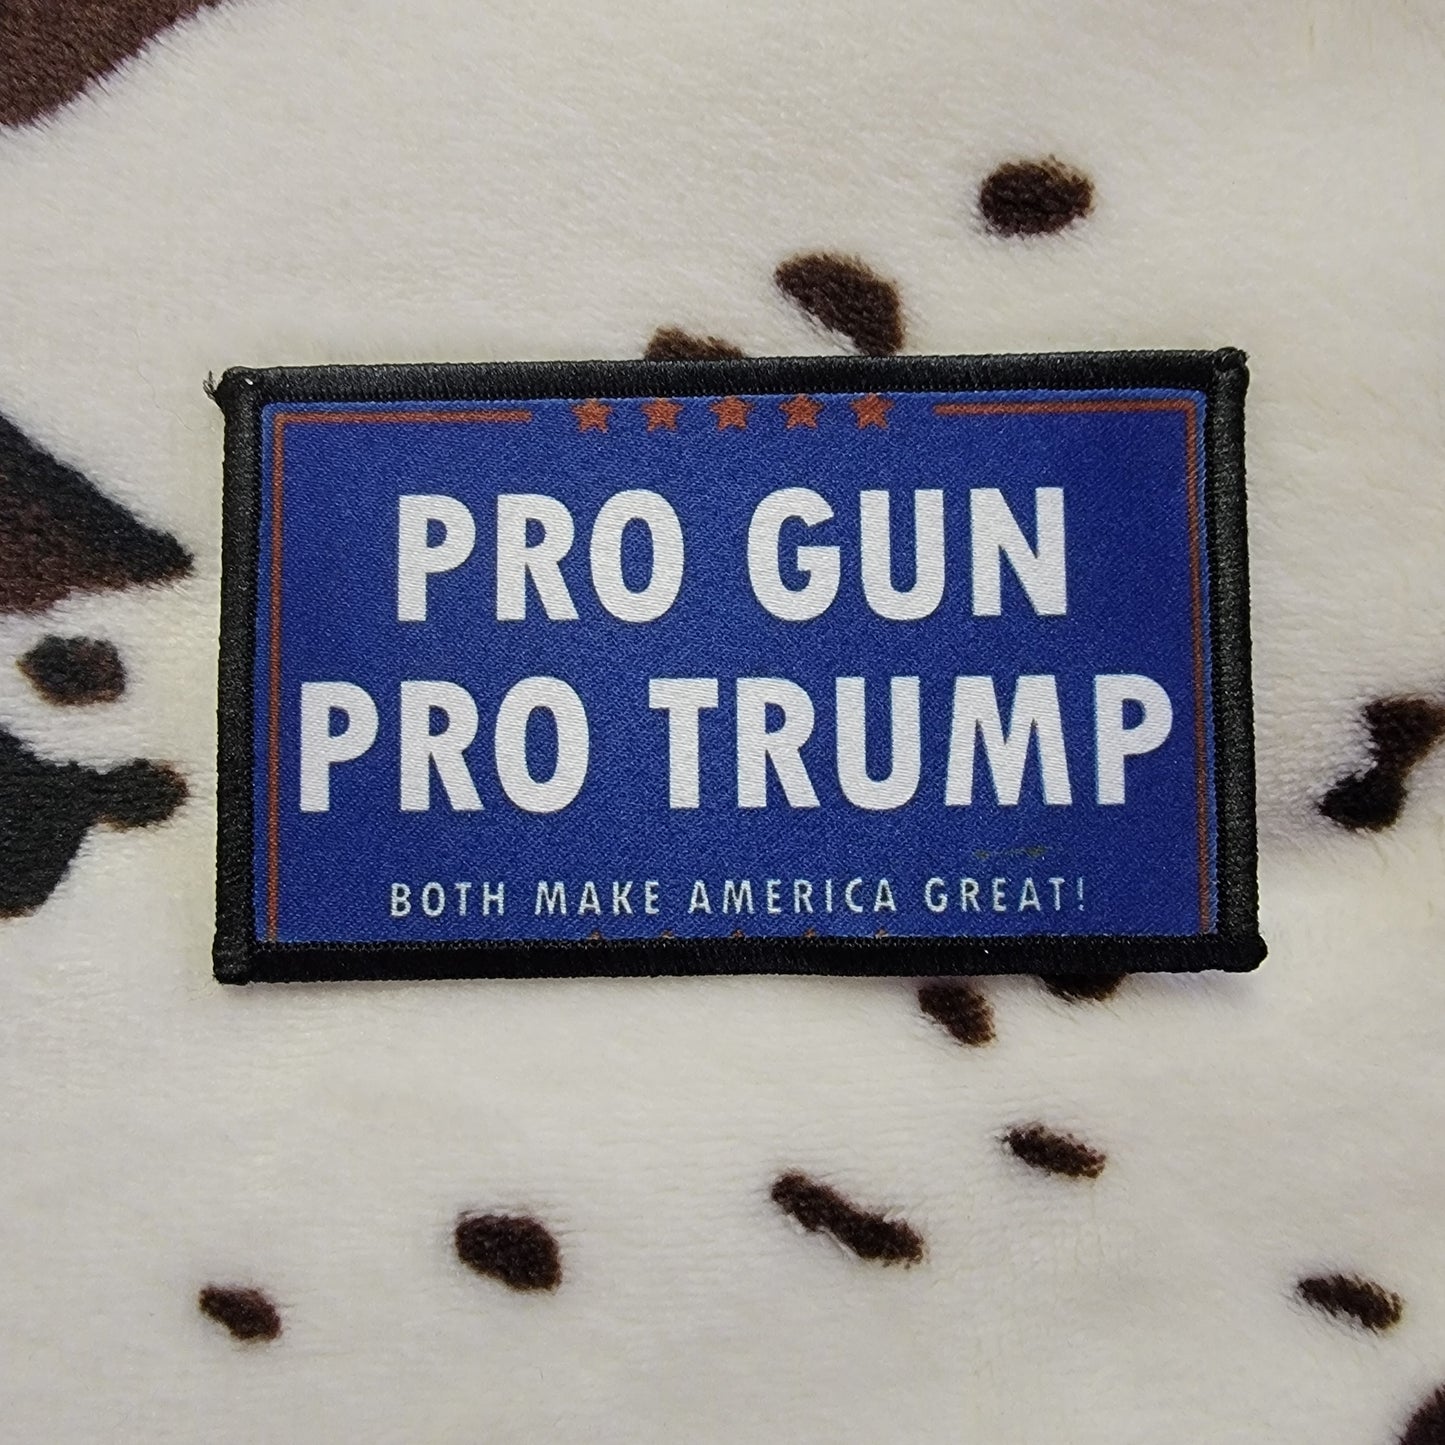 PRO GUN
PRO TRUMP
BOTH MAKE AMERICA GREAT!